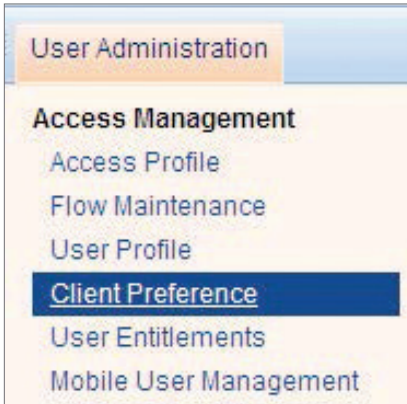 User Administration
Access Management
Access Profile
Flow Maintenance
User Profile
Client Preference
User Entitlements
Mobile User Management